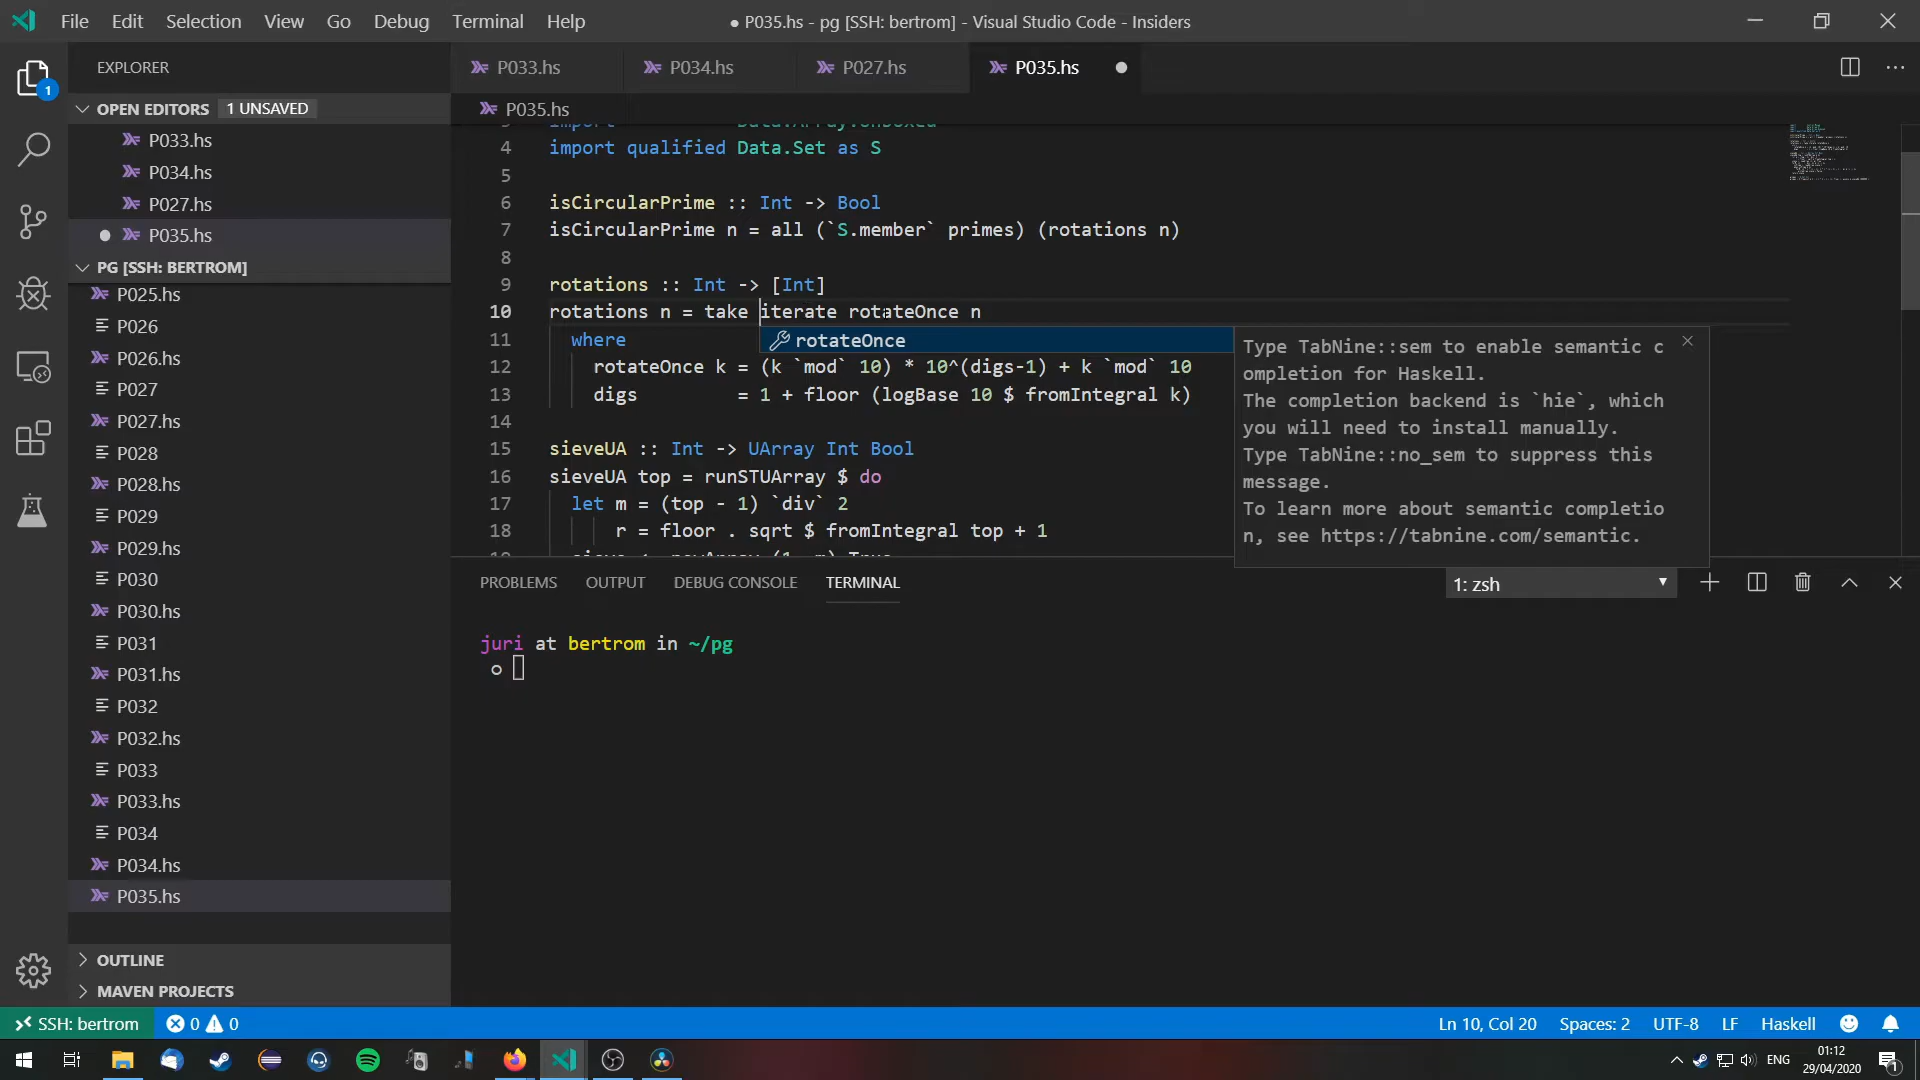 File Edit Selection View Go Debug Terminal Help
● P035.hs - pg [SSH: bertrom] - Visual Studio Code - Insiders
EXPLORER
1
OPEN EDITORS 1 UNSAVED
P033.hs
P034.hs
P027.hs
P035.hs
PG [SSH: BERTROM]
P025.hs
P026
P026.hs
P027
P027.hs
P028
P028.hs
P029
P029.hs
P030
P030.hs
P031
P031.hs
P032
P032.hs
P033
P033.hs
P034
P034.hs
P035.hs
OUTLINE
MAVEN PROJECTS
P033.hs P034.hs P027.hs P035.hs
P035.hs
3 import Data.Array.Unboxed
4 import qualified Data.Set as S
5
6 isCircularPrime :: Int -> Bool
7 isCircularPrime n = all (`S.member` primes) (rotations n)
8
9 rotations :: Int -> [Int]
10 rotations n = take iterate rotateOnce n
11 where
rotateOnce
12 rotateOnce k = (k `mod` 10) * 10^(digs-1) + k `mod` 10
13 digs = 1 + floor (logBase 10 $ fromIntegral k)
14
15 sieveUA :: Int -> UArray Int Bool
16 sieveUA top = runSTUArray $ do
17 let m = (top - 1) `div` 2
18 r = floor . sqrt $ fromIntegral top + 1
Type TabNine::sem to enable semantic c
ompletion for Haskell.
The completion backend is `hie`, which
you will need to install manually.
Type TabNine::no_sem to suppress this
message.
To learn more about semantic completio
n, see https://tabnine.com/semantic.
PROBLEMS OUTPUT DEBUG CONSOLE TERMINAL
1: zsh
juri at bertrom in ~/pg
SSH: bertrom 0 0
Ln 10, Col 20 Spaces: 2 UTF-8 LF Haskell
ENG
01:12
29/04/2020
1